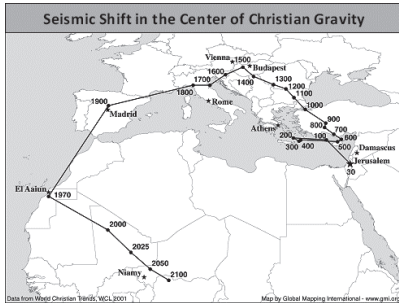 Seismic Shift in the Center of Christian Gravity
Vienna
1500
Budapest
1600
1400
1700
1300
1800
1200
1100
Rome
1000
1900
Madrid
900
800
700
Athens
200
100
600
300
400
500
Damascus
Jerusalem
30
El Aaiun
1970
2000
2025
2050
Niamy
2100
Data from World Christian Trends, WCL 2001
Map by Global Mapping International - www.gmi.org